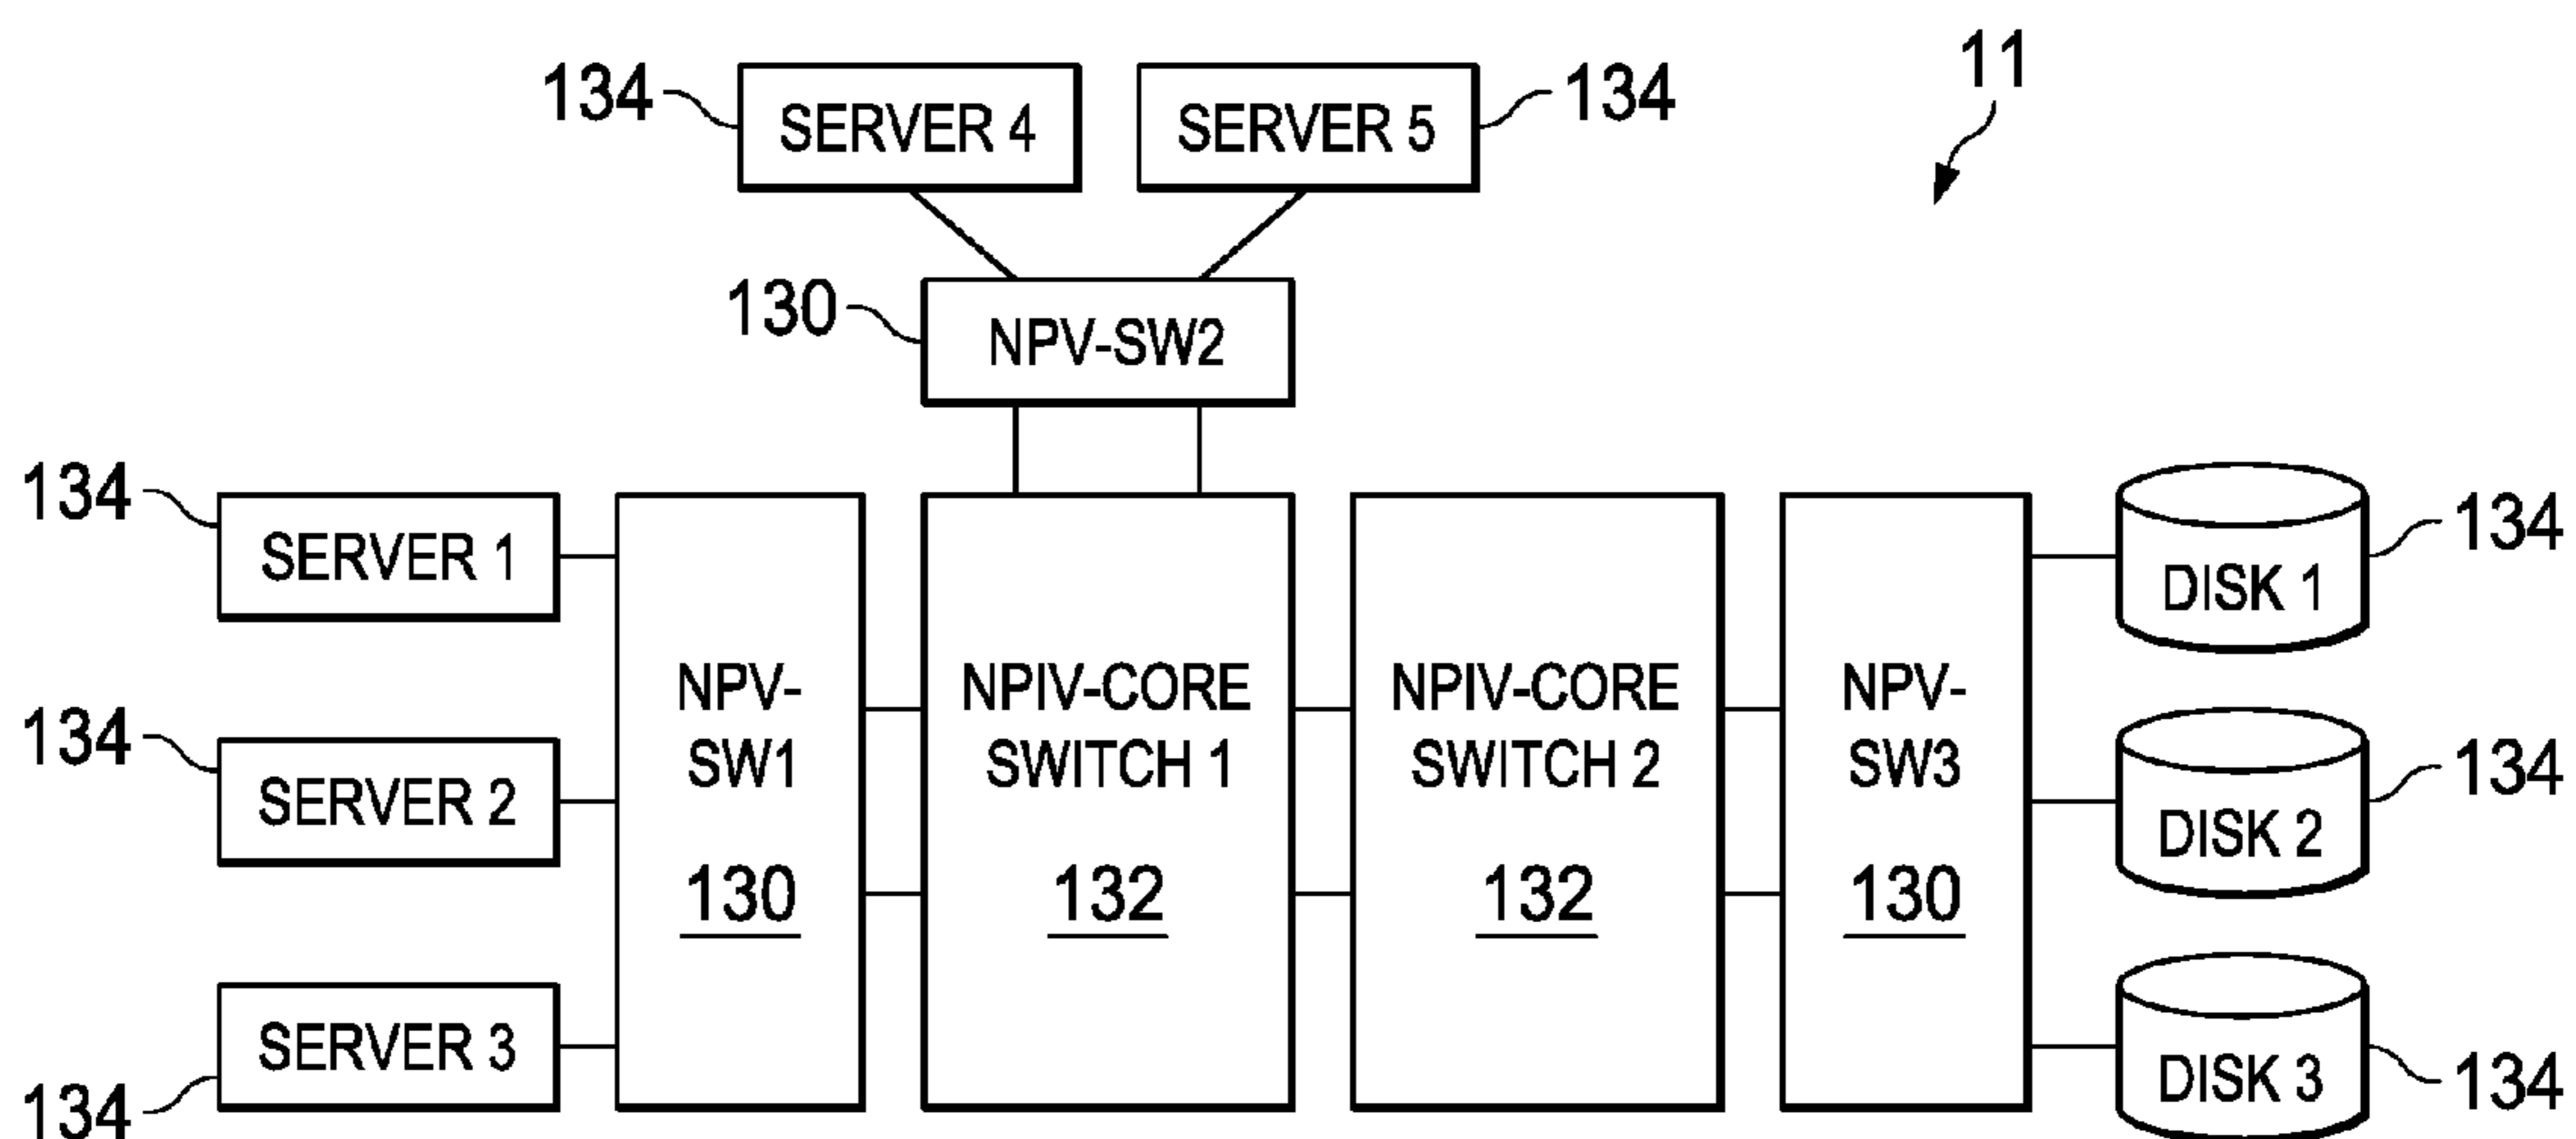 11
134
SERVER 4
SERVER 5
134
130
NPV-SW2
134
SERVER 1
134
SERVER 2
134
SERVER 3
NPV-
SW1
130
NPIV-CORE
SWITCH 1
132
NPIV-CORE
SWITCH 2
132
NPV-
SW3
130
DISK 1
134
DISK 2
134
DISK 3
134